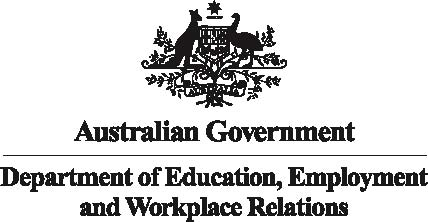 Australian Government
Department of Education, Employment
and Workplace Relations